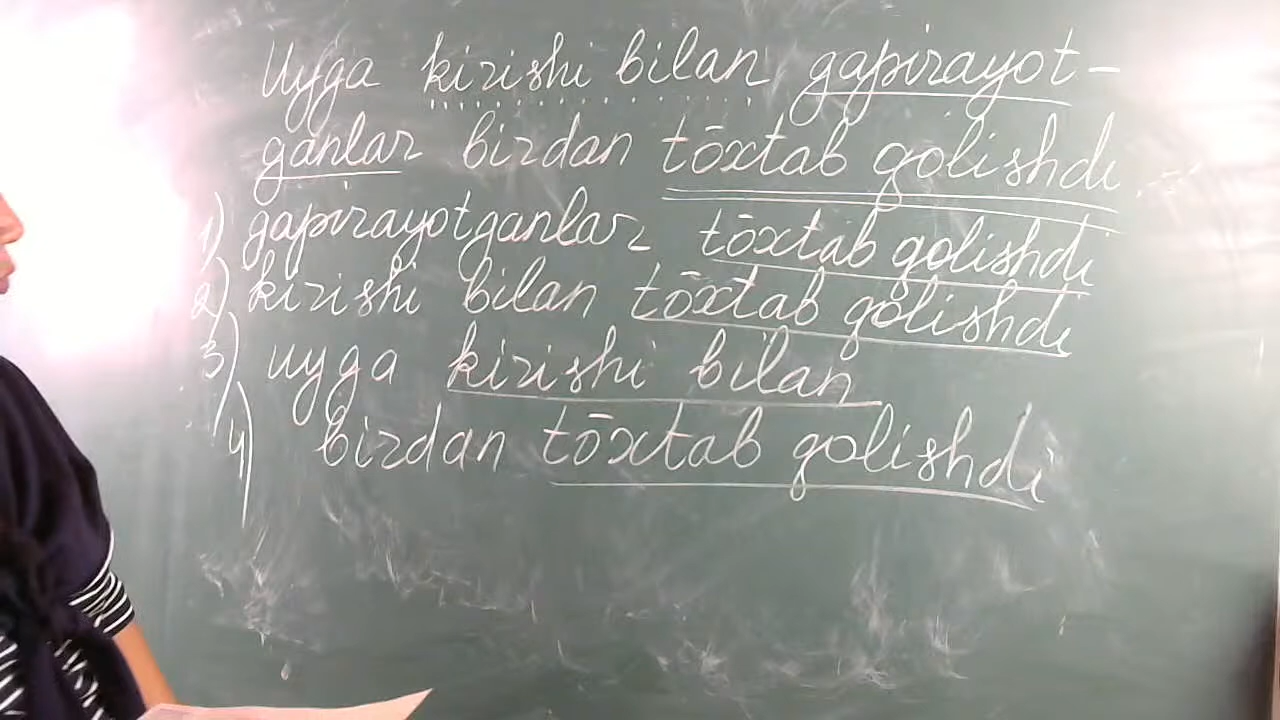 Uyga kirishi bilan gapirayot-
ganlar birdan tōxtab qolishdi
1) gapirayotganlar tōxtab qolishdi
2) kirishi bilan tōxtab qolishdi
3) uyga kirishi bilan
4) birdan tōxtab qolishdi